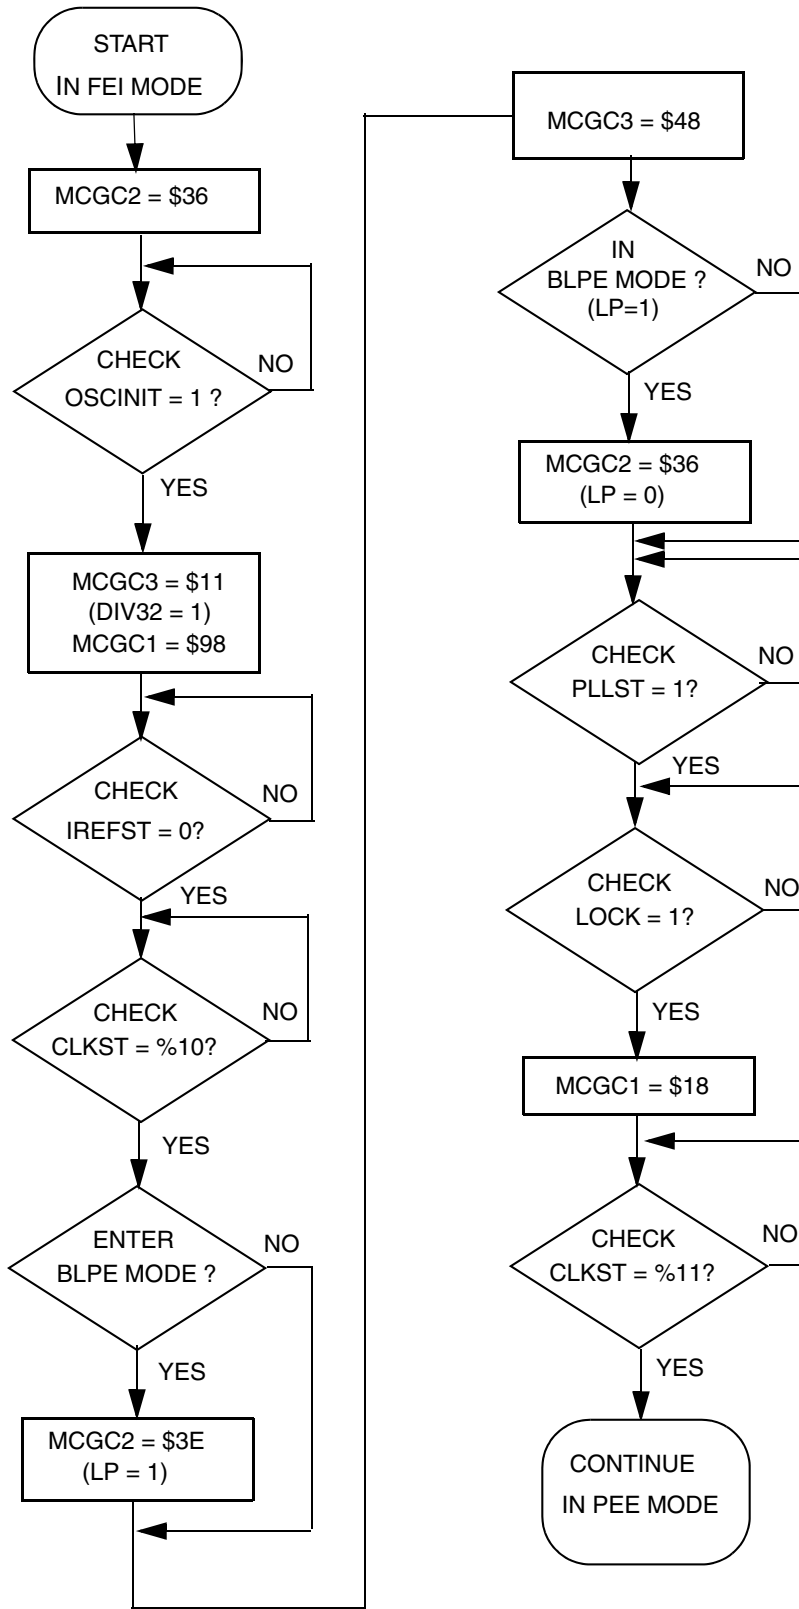 START
IN FEI MODE
MCGC2 = $36
CHECK
OSCINIT = 1 ?
NO
YES
MCGC3 = $11
(DIV32 = 1)
MCGC1 = $98
CHECK
IREFST = 0?
NO
YES
CHECK
CLKST = %10?
NO
YES
ENTER
BLPE MODE ?
NO
YES
MCGC2 = $3E
(LP = 1)
MCGC3 = $48
IN
BLPE MODE ?
(LP=1)
NO
YES
MCGC2 = $36
(LP = 0)
CHECK
PLLST = 1?
NO
YES
CHECK
LOCK = 1?
NO
YES
MCGC1 = $18
CHECK
CLKST = %11?
NO
YES
CONTINUE
IN PEE MODE